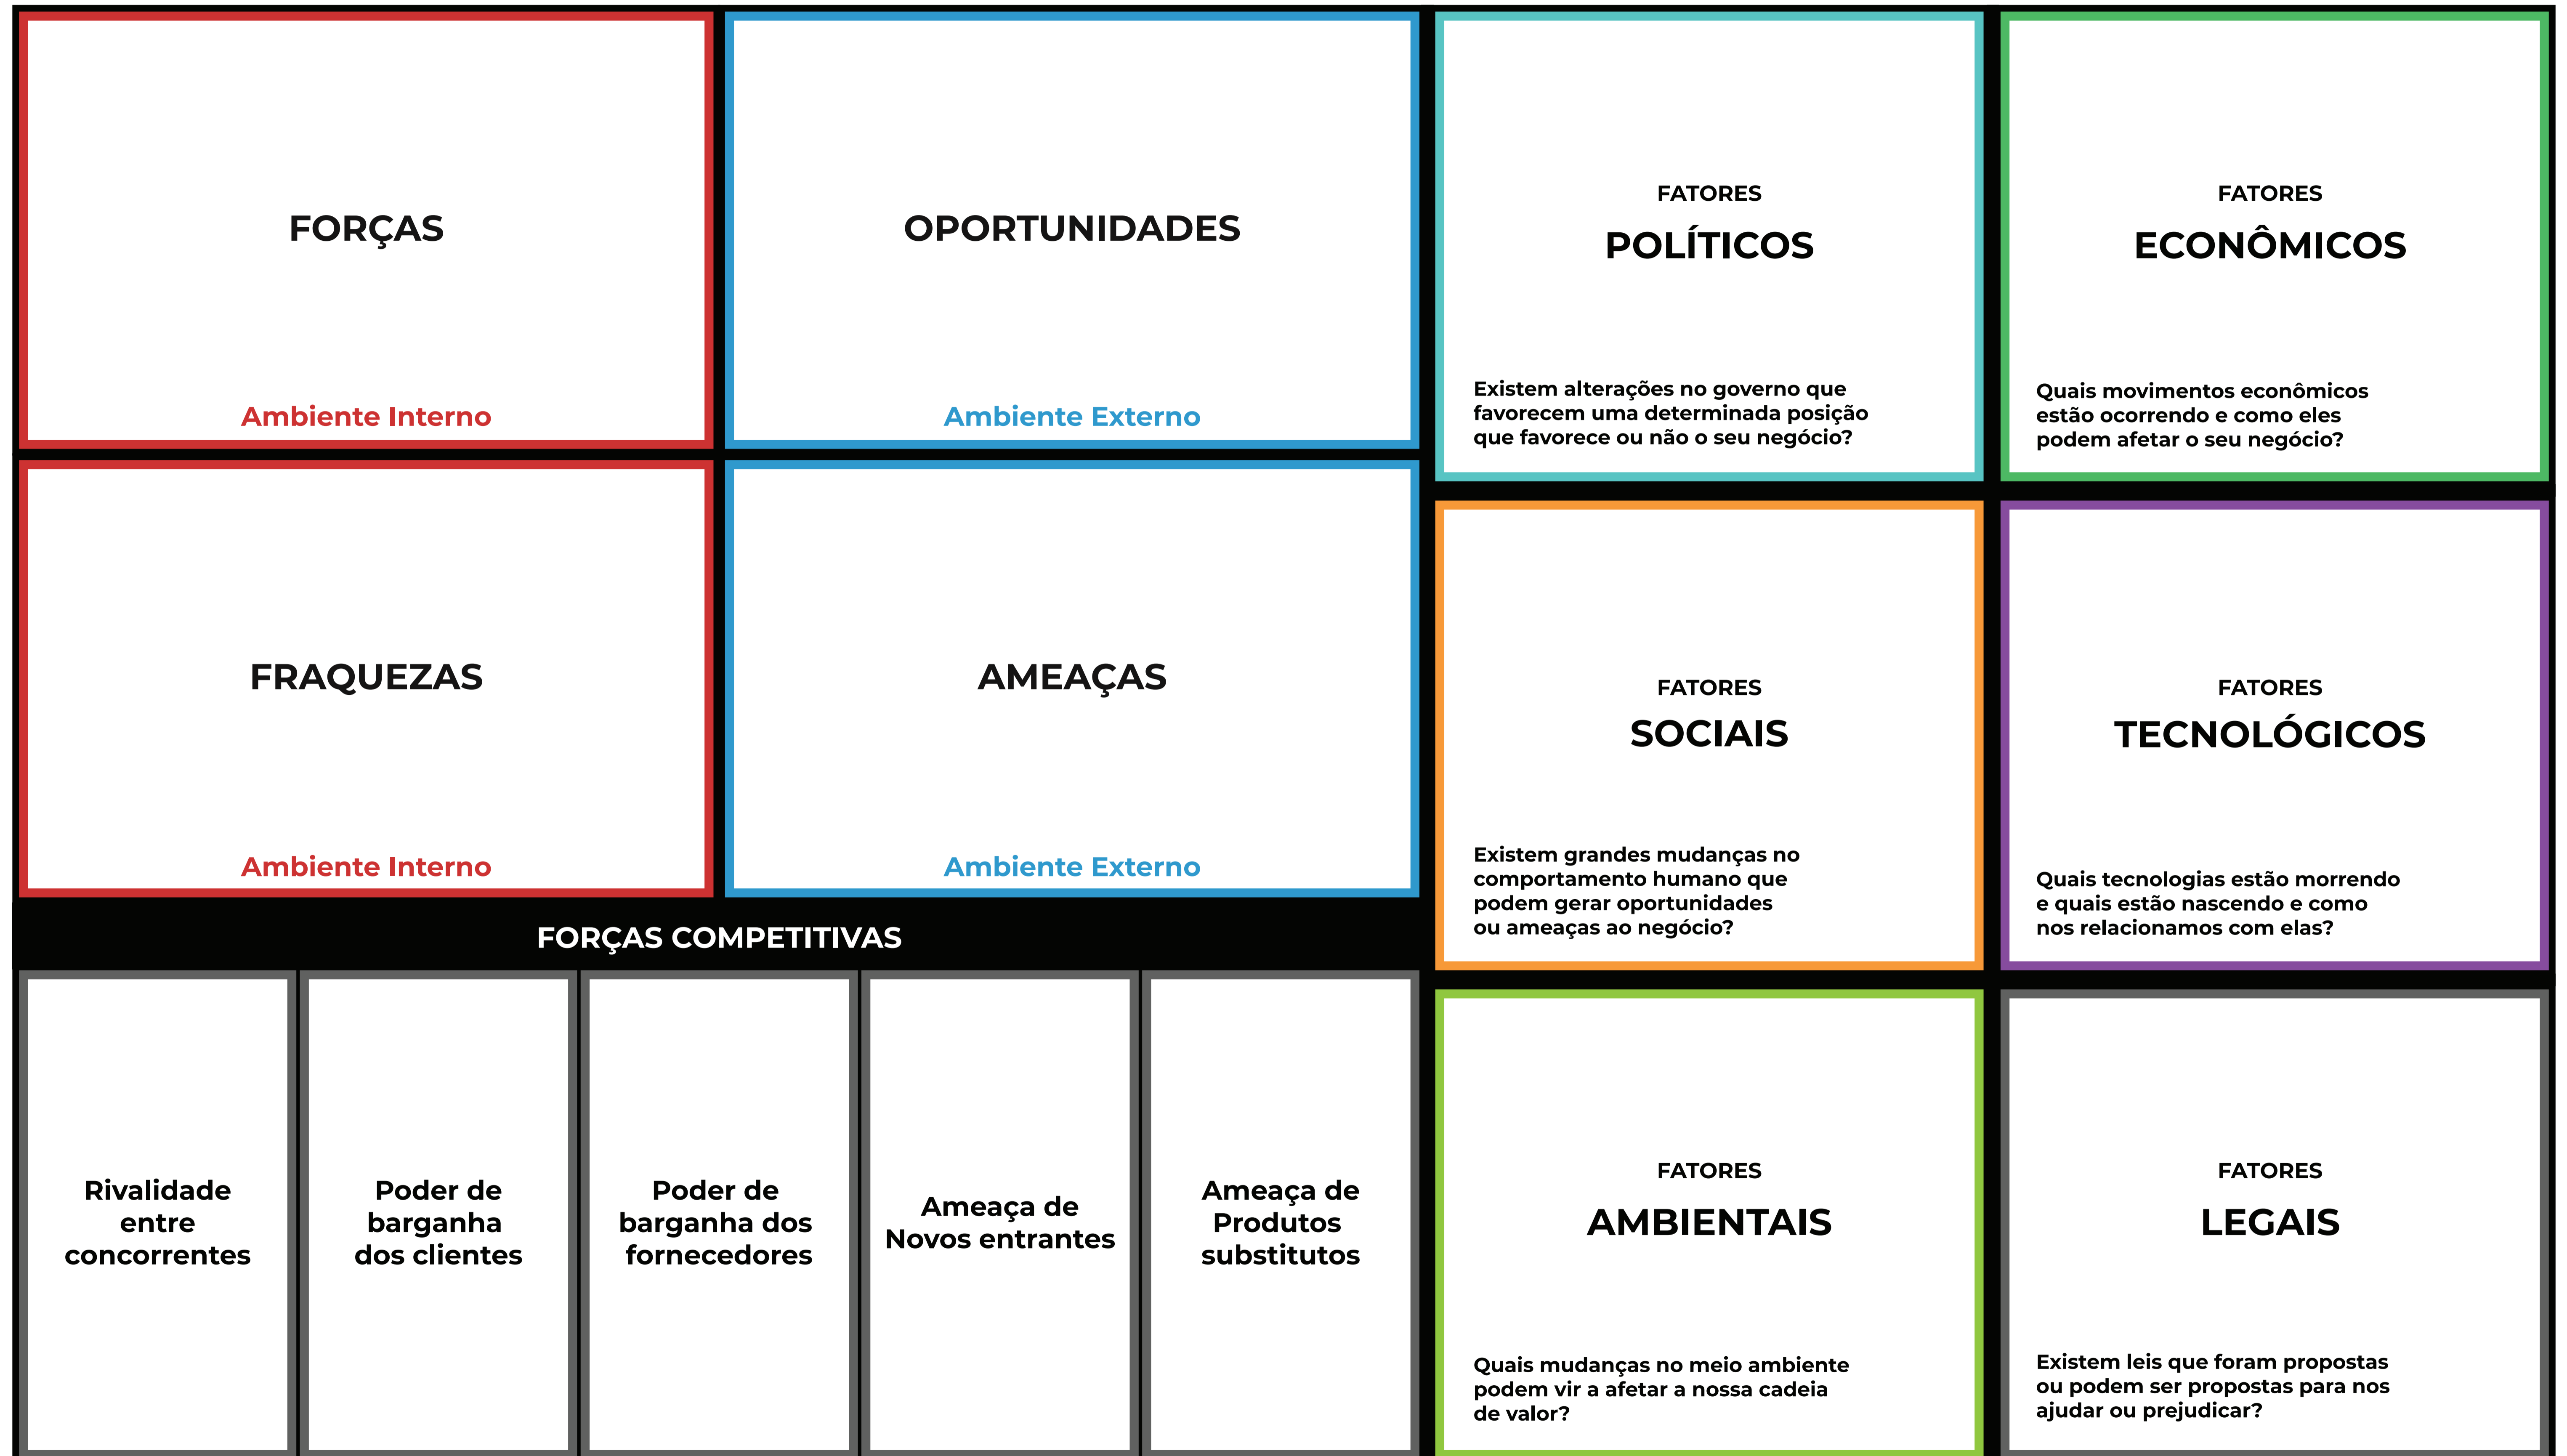 FORÇAS
Ambiente Interno
OPORTUNIDADES
Ambiente Externo
FRAQUEZAS
Ambiente Interno
AMEAÇAS
Ambiente Externo
FORÇAS COMPETITIVAS
Rivalidade
entre
concorrentes
Poder de
barganha
dos clientes
Poder de
barganha dos
fornecedores
Ameaça de
Novos entrantes
Ameaça de
Produtos
substitutos
FATORES
POLÍTICOS
Existem alterações no governo que
favorecem uma determinada posição
que favorece ou não o seu negócio?
FATORES
ECONÔMICOS
Quais movimentos econômicos
estão ocorrendo e como eles
podem afetar o seu negócio?
FATORES
SOCIAIS
Existem grandes mudanças no
comportamento humano que
podem gerar oportunidades
ou ameaças ao negócio?
FATORES
TECNOLÓGICOS
Quais tecnologias estão morrendo
e quais estão nascendo e como
nos relacionamos com elas?
FATORES
AMBIENTAIS
Quais mudanças no meio ambiente
podem vir a afetar a nossa cadeia
de valor?
FATORES
LEGAIS
Existem leis que foram propostas
ou podem ser propostas para nos
ajudar ou prejudicar?